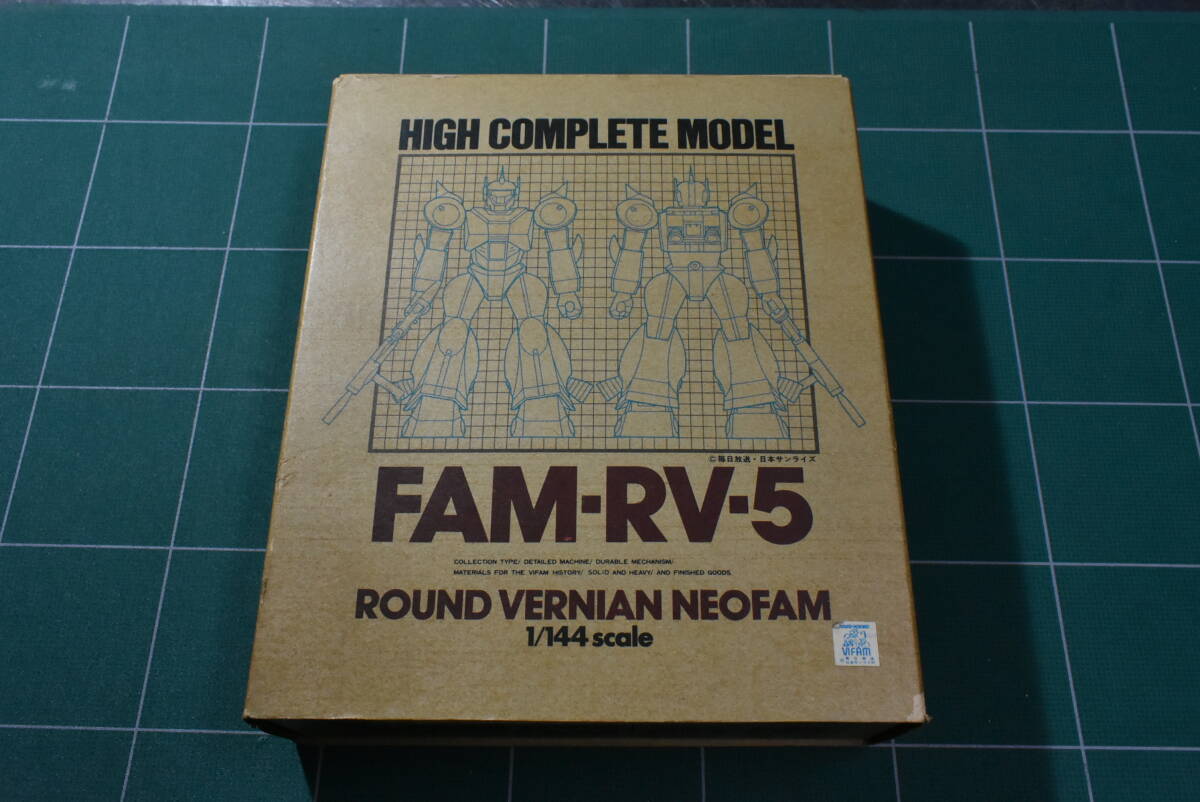 HIGH COMPLETE MODEL
©毎日放送・日本サンライズ
FAM-RV-5
COLLECTION TYPE/ DETAILED MACHINE/ DURABLE MECHANISM/
MATERIALS FOR THE VIFAM HISTORY/ SOLID AND HEAVY/ AND FINISHED GOODS.
ROUND VERNIAN NEOFAM
1/144 scale
VIFAM